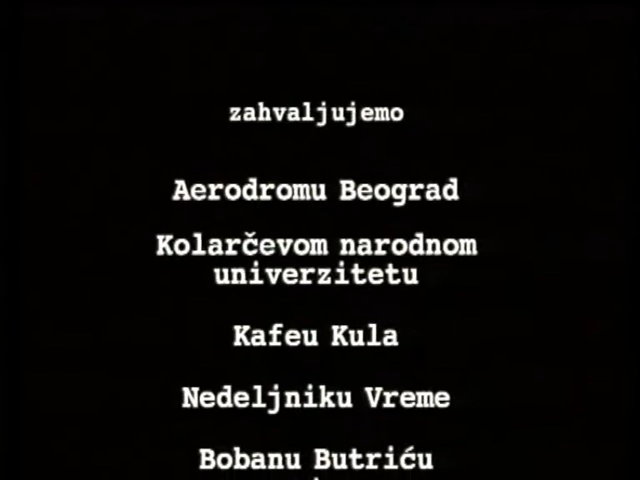 zahvaljujemo
Aerodromu Beograd
Kolarčevom narodnom
univerzitetu
Kafeu Kula
Nedeljniku Vreme
Bobanu Butriću